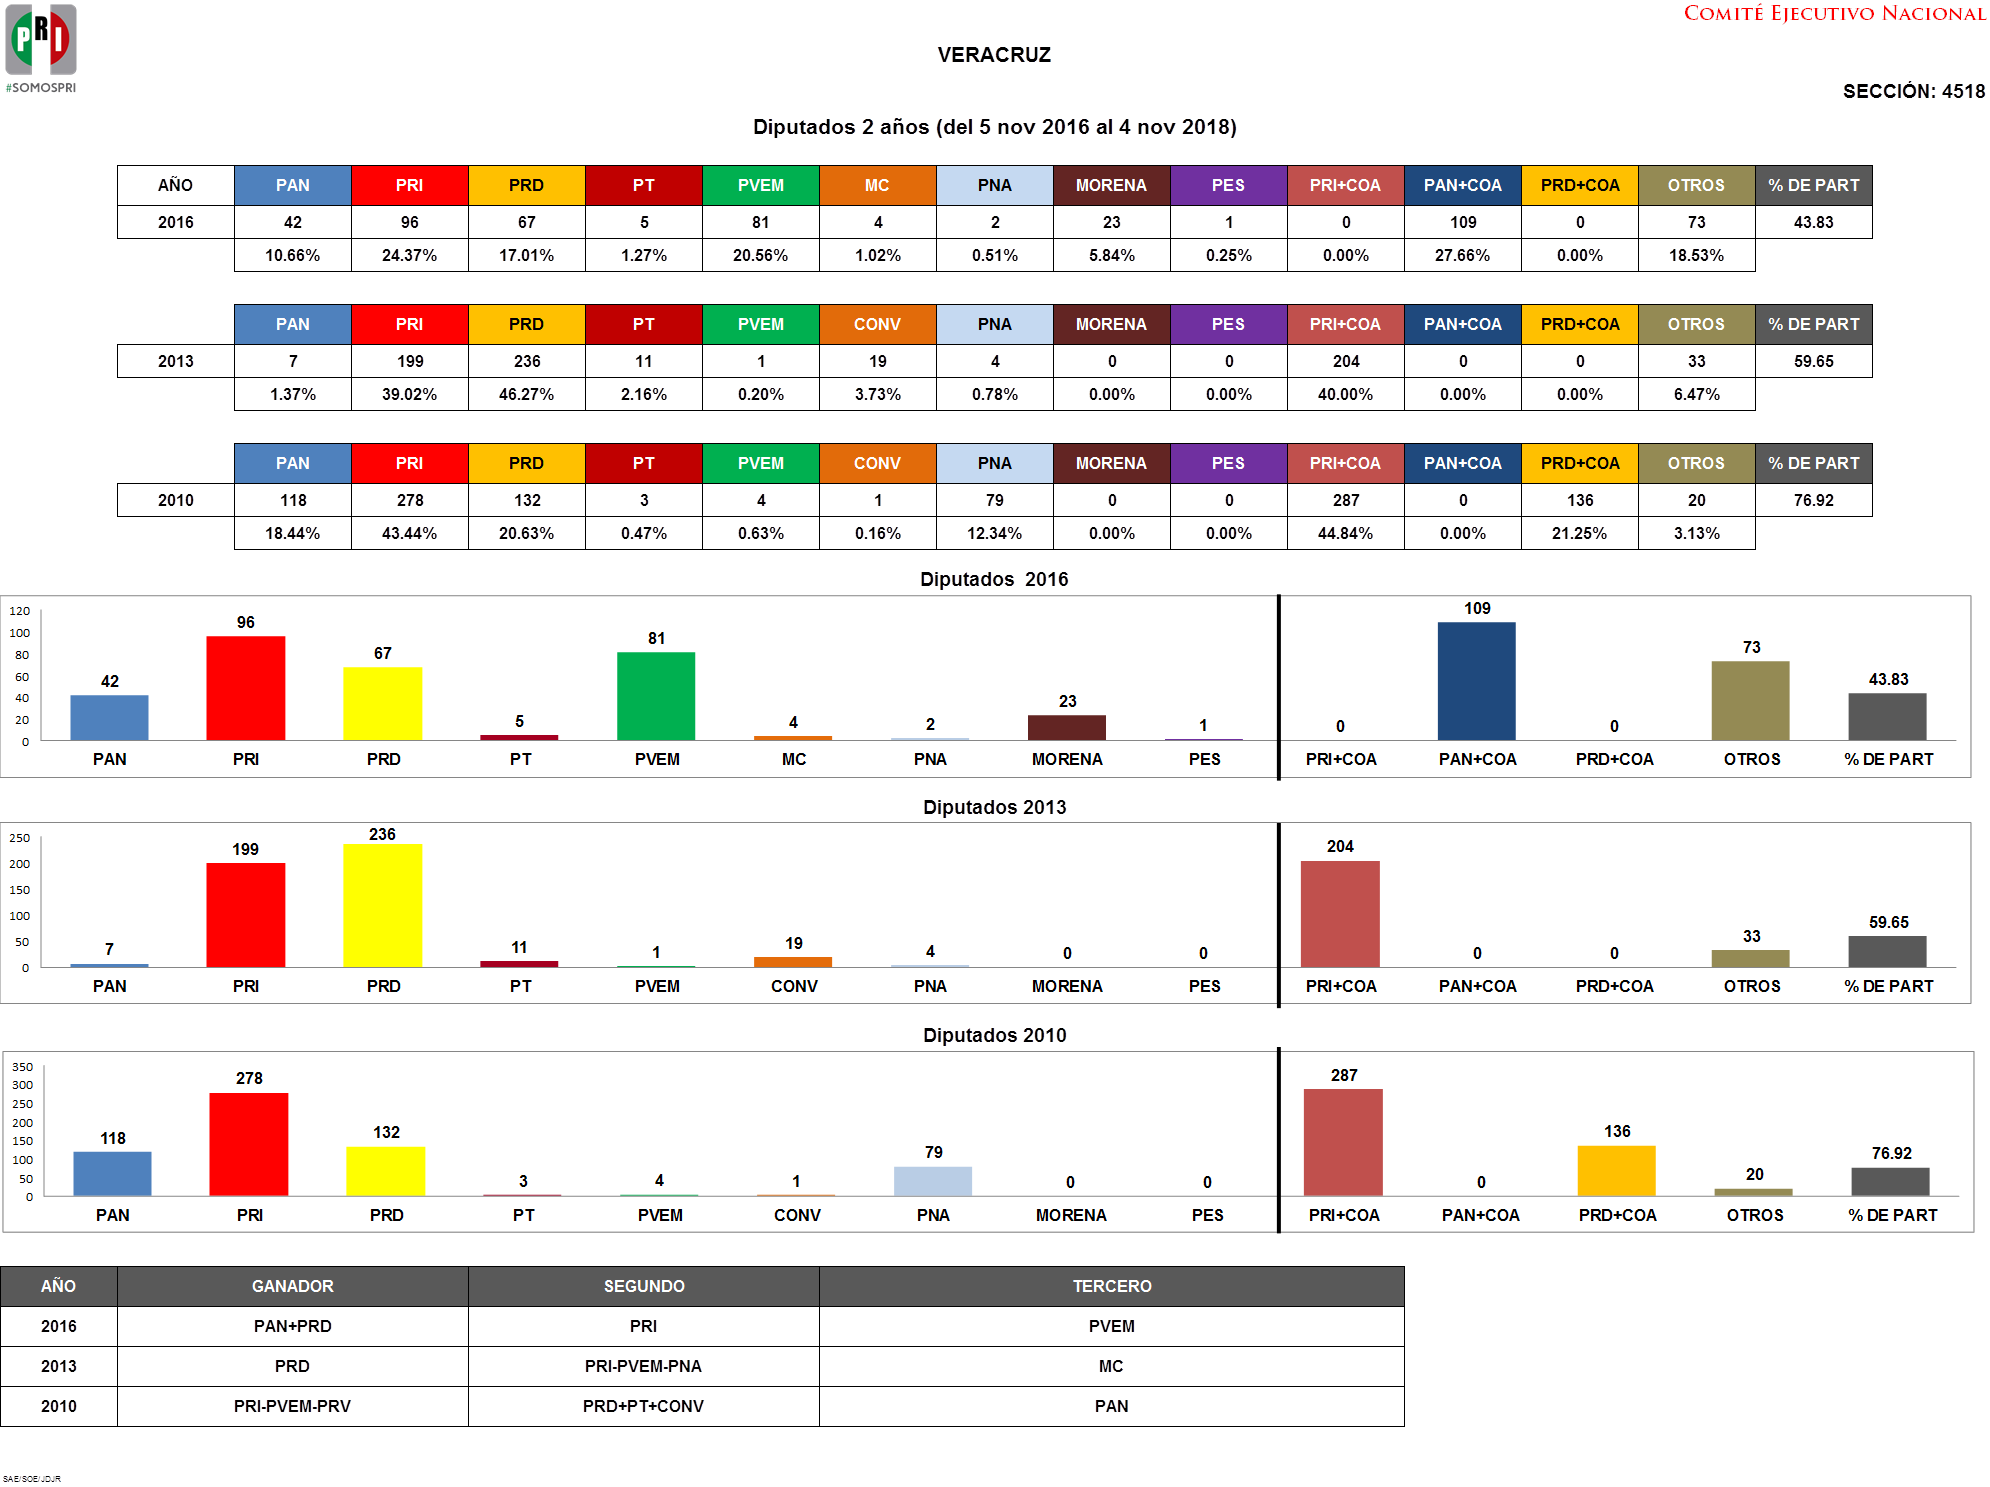 COMITÉ EJECUTIVO NACIONAL
PRI
#SOMOSPRI
VERACRUZ
SECCIÓN: 4518
Diputados 2 años (del 5 nov 2016 al 4 nov 2018)
AÑO PAN PRI PRD PT PVEM MC PNA MORENA PES PRI+COA PAN+COA PRD+COA OTROS % DE PART
2016 42 96 67 5 81 4 2 23 1 0 109 0 73 43.83
10.66% 24.37% 17.01% 1.27% 20.56% 1.02% 0.51% 5.84% 0.25% 0.00% 27.66% 0.00% 18.53%
PAN PRI PRD PT PVEM CONV PNA MORENA PES PRI+COA PAN+COA PRD+COA OTROS % DE PART
2013 7 199 236 11 1 19 4 0 0 204 0 0 33 59.65
1.37% 39.02% 46.27% 2.16% 0.20% 3.73% 0.78% 0.00% 0.00% 40.00% 0.00% 0.00% 6.47%
PAN PRI PRD PT PVEM CONV PNA MORENA PES PRI+COA PAN+COA PRD+COA OTROS % DE PART
2010 118 278 132 3 4 1 79 0 0 287 0 136 20 76.92
18.44% 43.44% 20.63% 0.47% 0.63% 0.16% 12.34% 0.00% 0.00% 44.84% 0.00% 21.25% 3.13%
Diputados 2016
120
100
80
60
40
20
0
42 96 67 5 81 4 2 23 1 0 109 0 73 43.83
PAN PRI PRD PT PVEM MC PNA MORENA PES PRI+COA PAN+COA PRD+COA OTROS % DE PART
Diputados 2013
250
200
150
100
50
0
7 199 236 11 1 19 4 0 0 204 0 0 33 59.65
PAN PRI PRD PT PVEM CONV PNA MORENA PES PRI+COA PAN+COA PRD+COA OTROS % DE PART
Diputados 2010
350
300
250
200
150
100
50
0
118 278 132 3 4 1 79 0 0 287 0 136 20 76.92
PAN PRI PRD PT PVEM CONV PNA MORENA PES PRI+COA PAN+COA PRD+COA OTROS % DE PART
AÑO GANADOR SEGUNDO TERCERO
2016 PAN+PRD PRI PVEM
2013 PRD PRI-PVEM-PNA MC
2010 PRI-PVEM-PRV PRD+PT+CONV PAN
SAE/SOE/JDJR